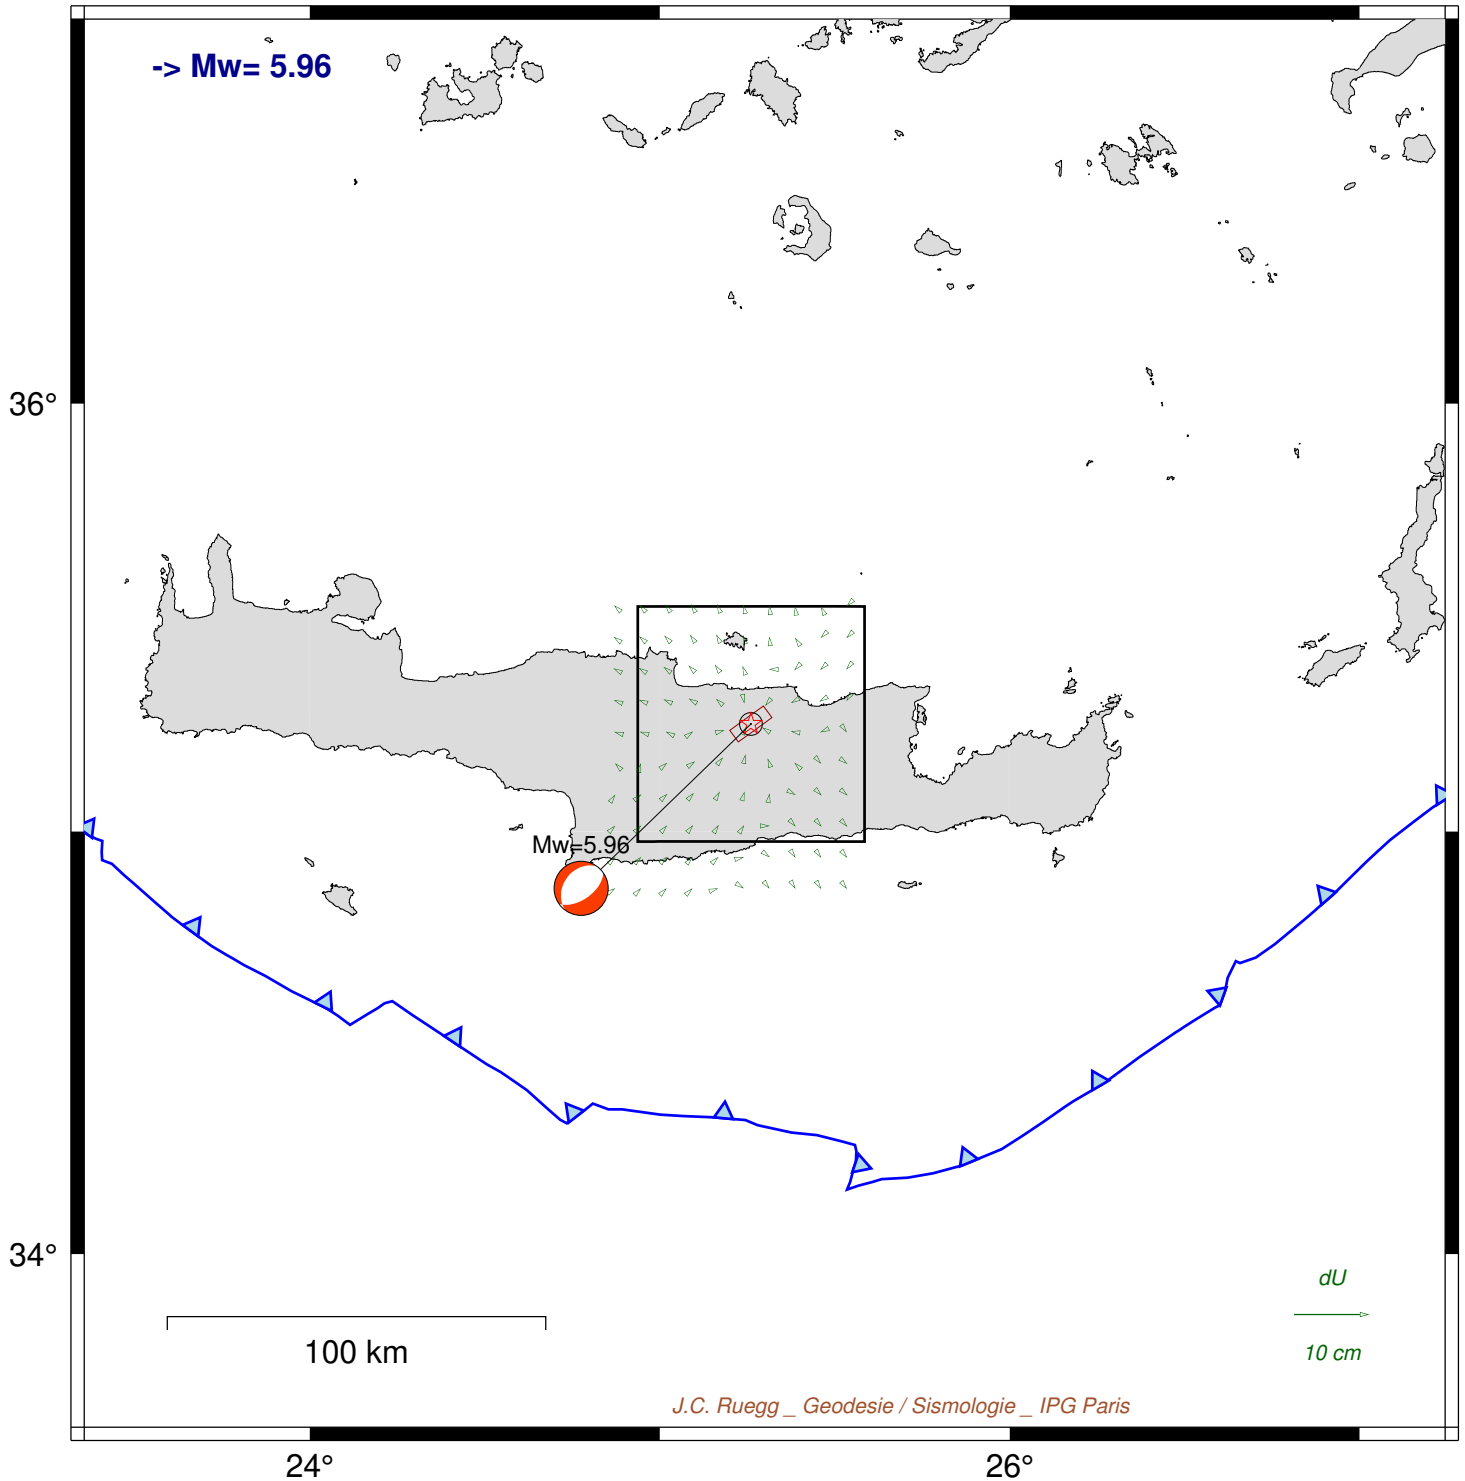 -> Mw= 5.96
36°
Mw=5.96
34°
dU
10 cm
100 km
J.C. Ruegg _ Geodesie / Sismologie _ IPG Paris
24°
26°